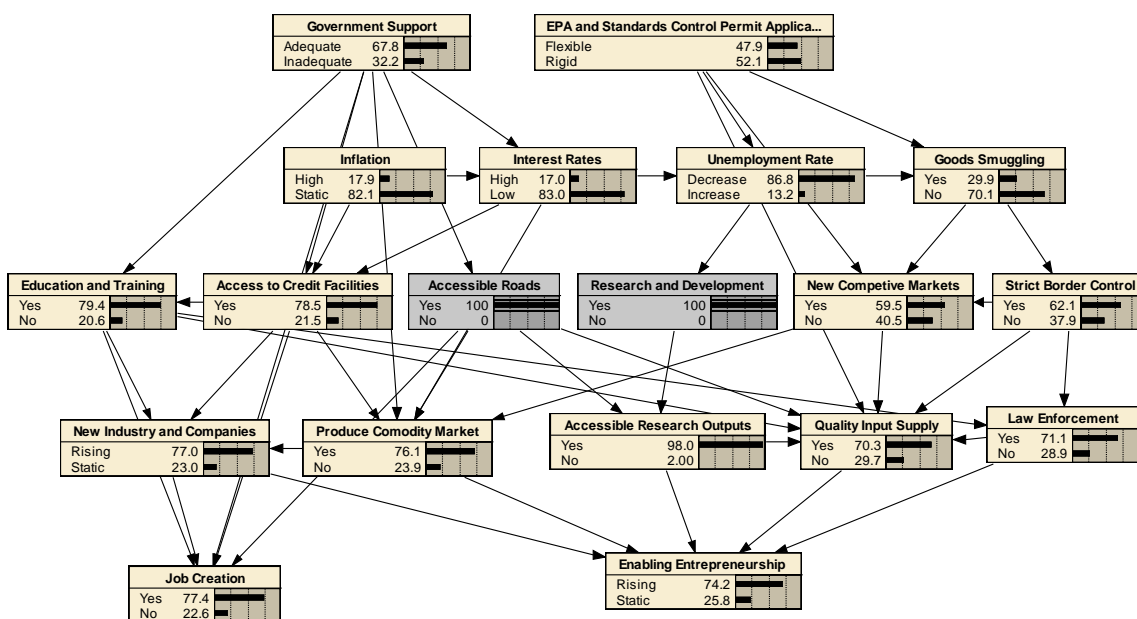 Government Support
Adequate 67.8
Inadequate 32.2
EPA and Standards Control Permit Applica...
Flexible 47.9
Rigid 52.1
Inflation
High 17.9
Static 82.1
Interest Rates
High 17.0
Low 83.0
Unemployment Rate
Decrease 86.8
Increase 13.2
Goods Smuggling
Yes 29.9
No 70.1
Education and Training
Yes 79.4
No 20.6
Access to Credit Facilities
Yes 78.5
No 21.5
Accessible Roads
Yes 100
No 0
Research and Development
Yes 100
No 0
New Competive Markets
Yes 59.5
No 40.5
Strict Border Control
Yes 62.1
No 37.9
New Industry and Companies
Rising 77.0
Static 23.0
Produce Comodity Market
Yes 76.1
No 23.9
Accessible Research Outputs
Yes 98.0
No 2.00
Quality Input Supply
Yes 70.3
No 29.7
Law Enforcement
Yes 71.1
No 28.9
Job Creation
Yes 77.4
No 22.6
Enabling Entrepreneurship
Rising 74.2
Static 25.8